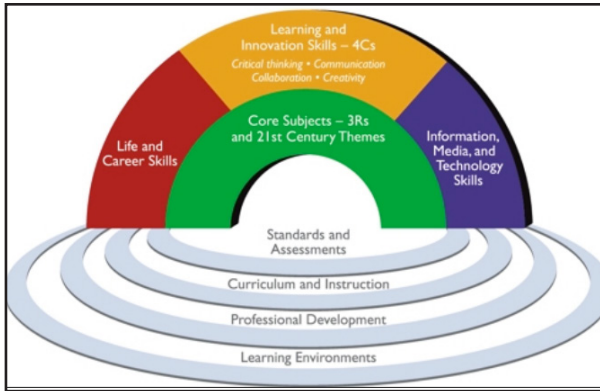 Learning and
Innovation Skills – 4Cs
Critical thinking • Communication
Collaboration • Creativity
Core Subjects – 3Rs
and 21st Century Themes
Life and
Career Skills
Information,
Media, and
Technology
Skills
Standards and
Assessments
Curriculum and Instruction
Professional Development
Learning Environments